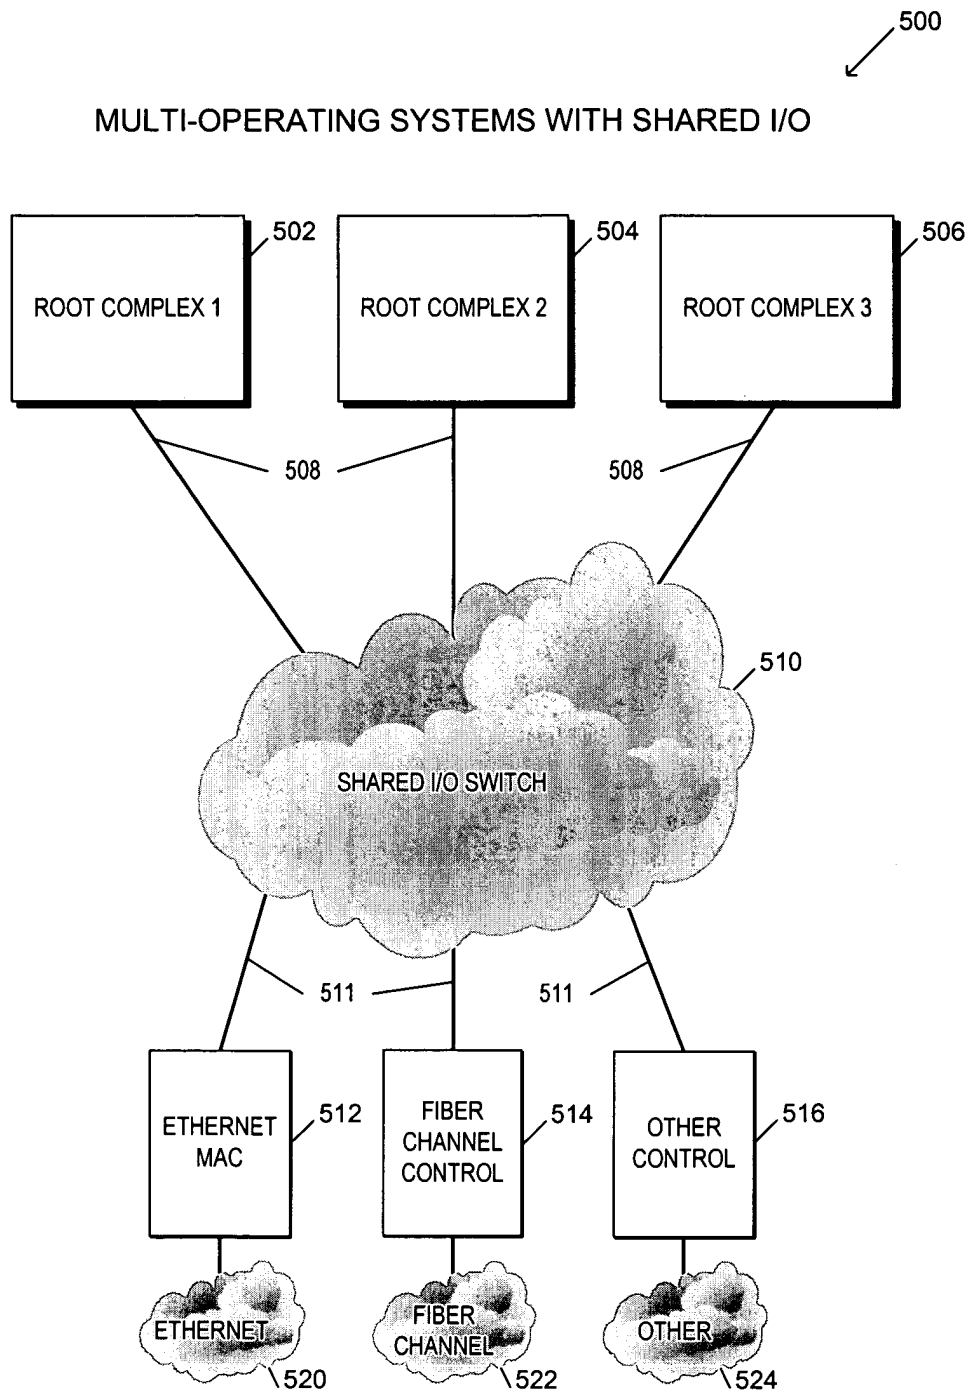 500
MULTI-OPERATING SYSTEMS WITH SHARED I/O
502
504
506
ROOT COMPLEX 1
ROOT COMPLEX 2
ROOT COMPLEX 3
508
508
510
SHARED I/O SWITCH
511
511
ETHERNET
MAC
512
FIBER
CHANNEL
CONTROL
514
OTHER
CONTROL
516
ETHERNET
520
FIBER
CHANNEL
522
OTHER
524